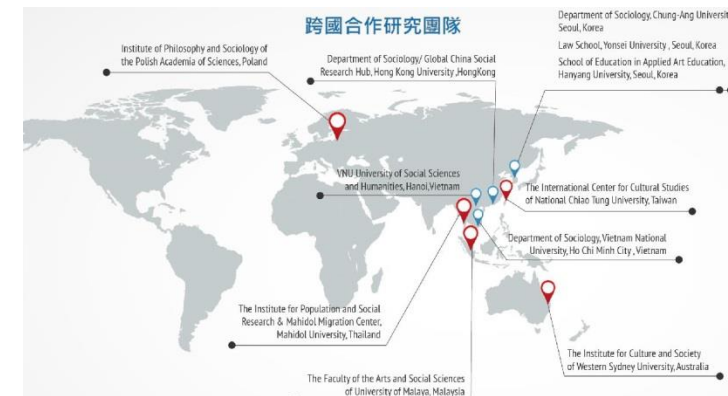 跨國合作研究團隊
Department of Sociology, Chung-Ang Universit
Seoul, Korea
Law School, Yonsei University , Seoul, Korea
School of Education in Applied Art Education,
Hanyang University, Seoul, Korea
Institute of Philosophy and Sociology of
the Polish Academia of Sciences, Poland
Department of Sociology/ Global China Social
Research Hub, Hong Kong University ,HongKong
VNU University of Social Sciences
and Humanities, Hanoi,Vietnam
The International Center for Cultural Studies
of National Chiao Tung University, Taiwan
Department of Sociology, Vietnam National
University, Ho Chi Minh City , Vietnam
The Institute for Population and Social
Research & Mahidol Migration Center,
Mahidol University, Thailand
The Institute for Culture and Society
of Western Sydney University, Australia
The Faculty of the Arts and Social Sciences
of University of Malaya, Malaysia